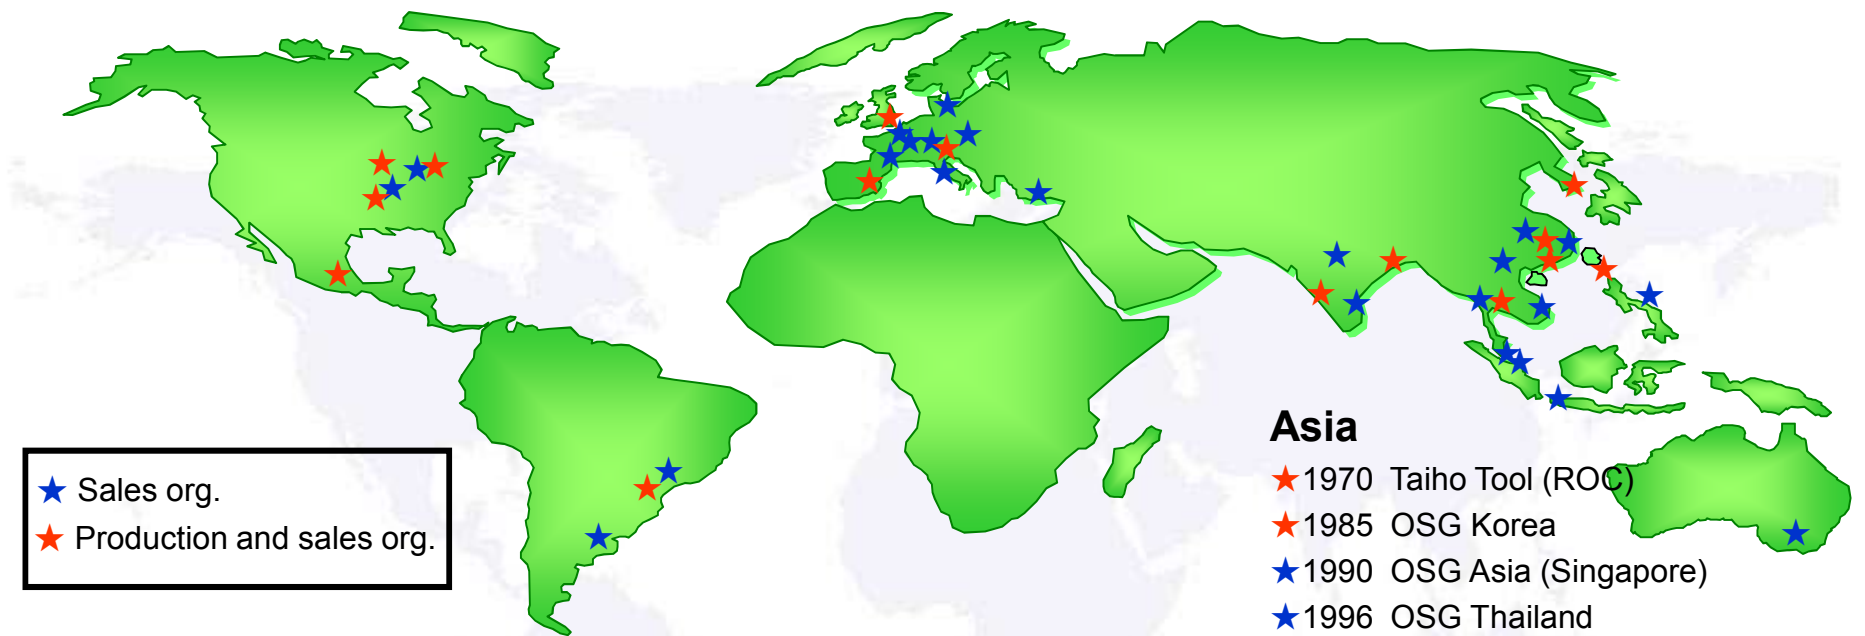 Asia
★1970 Taiho Tool (ROC)
★1985 OSG Korea
★1990 OSG Asia (Singapore)
★1996 OSG Thailand
★ Sales org.
★ Production and sales org.